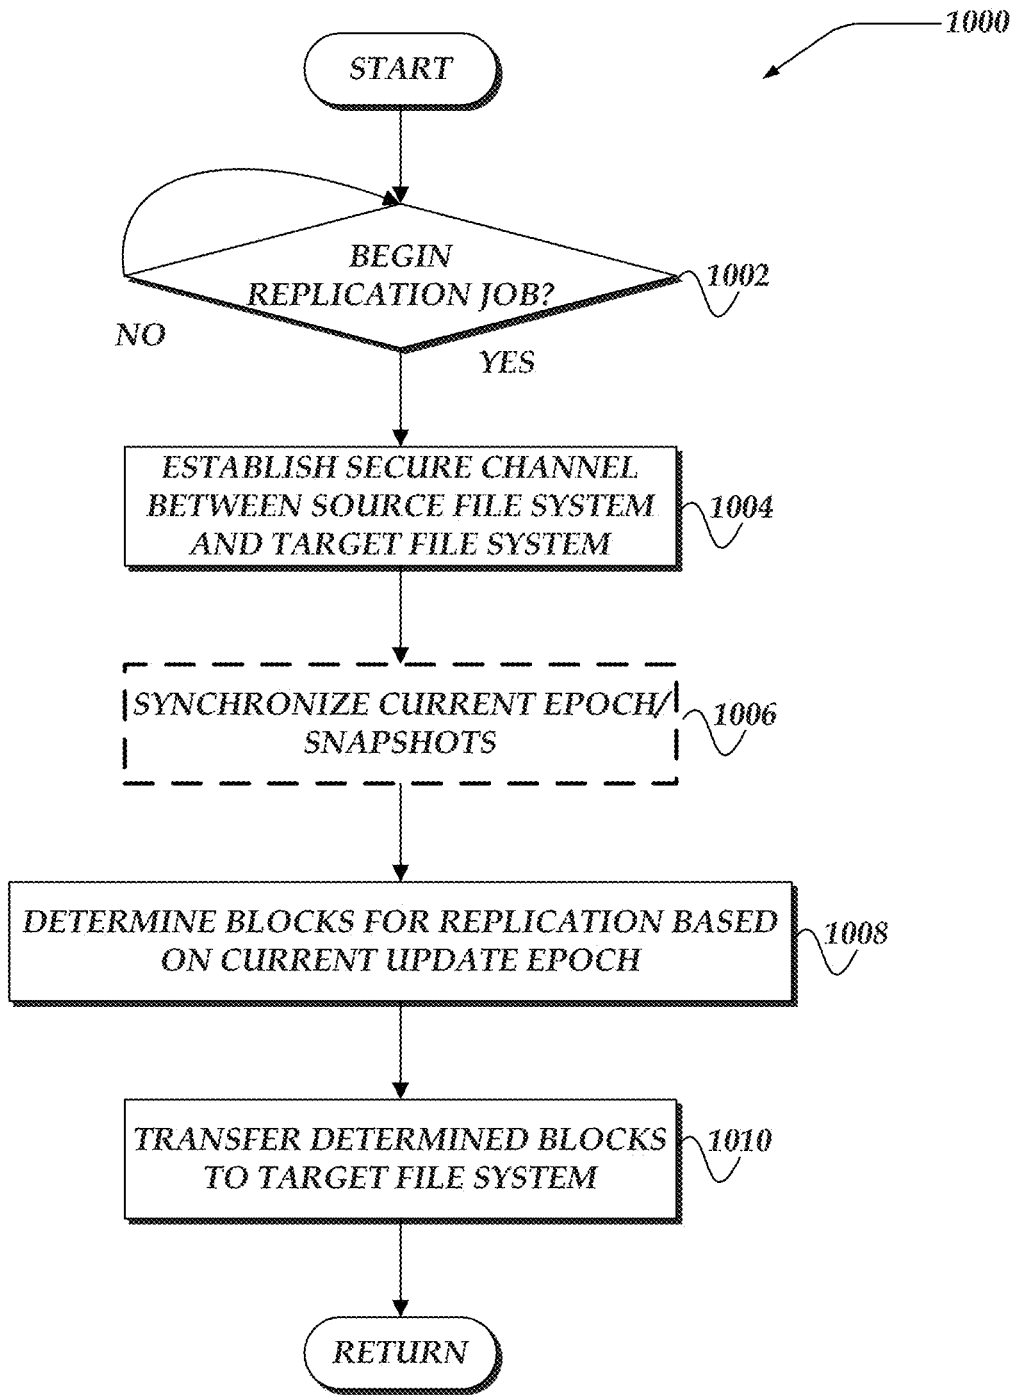 1000
START
BEGIN
REPLICATION JOB?
1002
NO
YES
ESTABLISH SECURE CHANNEL
BETWEEN SOURCE FILE SYSTEM
AND TARGET FILE SYSTEM
1004
SYNCHRONIZE CURRENT EPOCH/
SNAPSHOTS
1006
DETERMINE BLOCKS FOR REPLICATION BASED
ON CURRENT UPDATE EPOCH
1008
TRANSFER DETERMINED BLOCKS
TO TARGET FILE SYSTEM
1010
RETURN